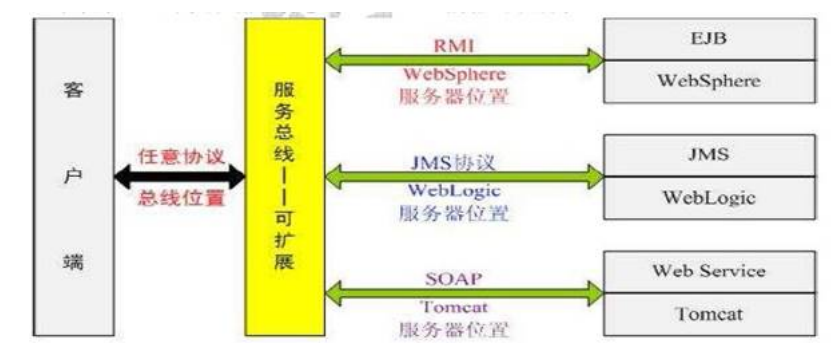 客户端
任意协议
总线位置
服务总线——可扩展
RMI
WebSphere
服务器位置
EJB
WebSphere
JMS协议
WebLogic
服务器位置
JMS
WebLogic
SOAP
Tomcat
服务器位置
Web Service
Tomcat